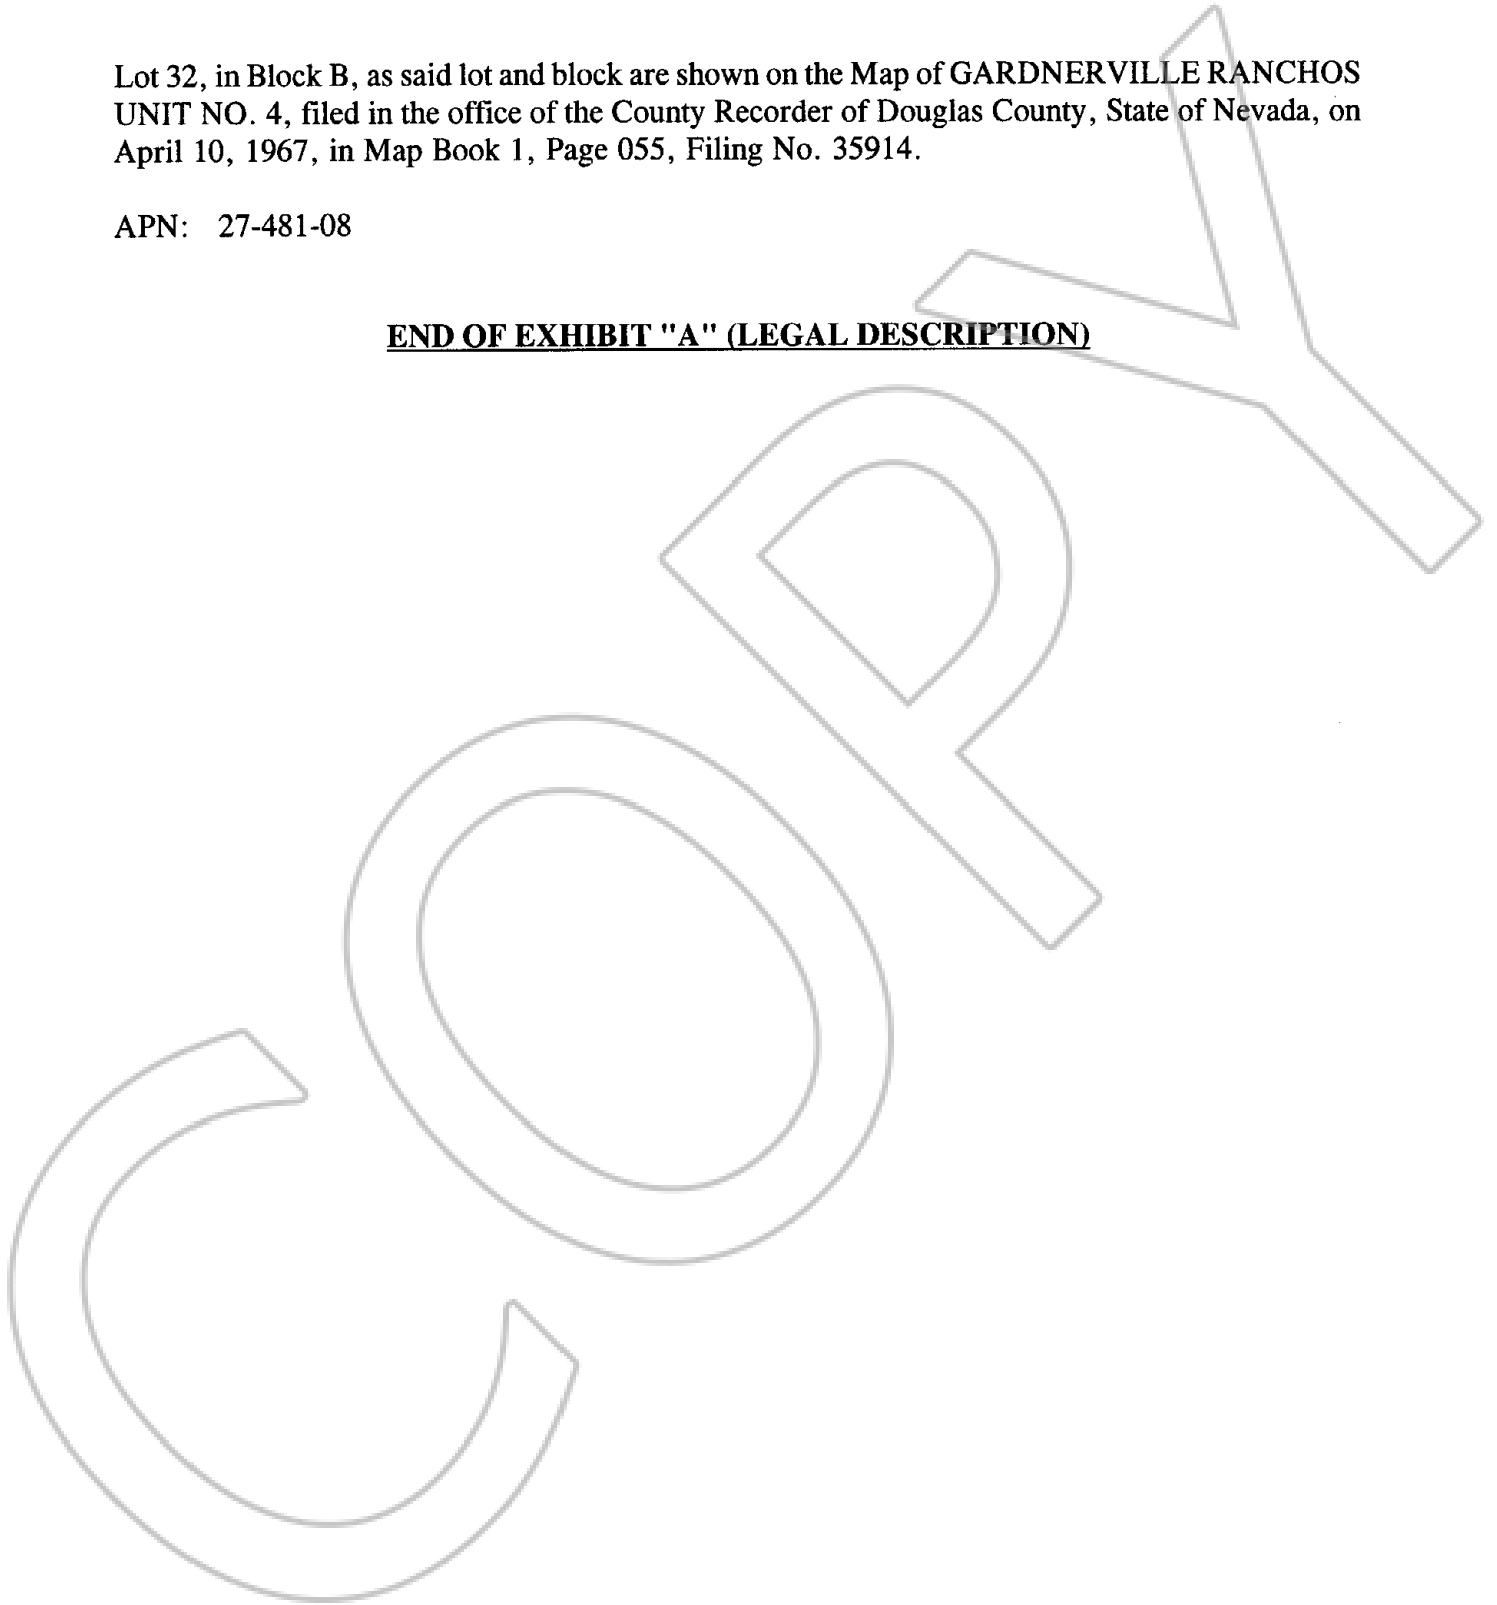 Lot 32, in Block B, as said lot and block are shown on the Map of GARDNERVILLE RANCHOS
UNIT NO. 4, filed in the office of the County Recorder of Douglas County, State of Nevada, on
April 10, 1967, in Map Book 1, Page 055, Filing No. 35914.
APN: 27-481-08
END OF EXHIBIT "A" (LEGAL DESCRIPTION)
COPY